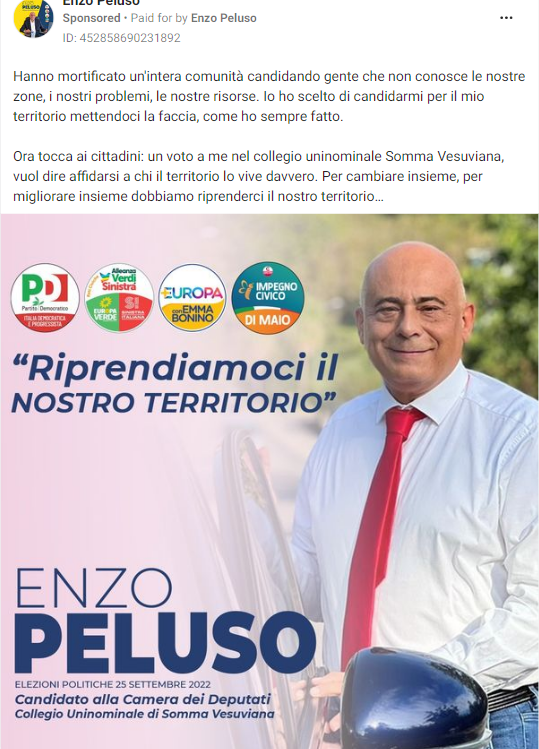 Enzo Peluso
Sponsored • Paid for by Enzo Peluso
ID: 452858690231892
Hanno mortificato un'intera comunità candidando gente che non conosce le nostre
zone, i nostri problemi, le nostre risorse. Io ho scelto di candidarmi per il mio
territorio mettendoci la faccia, come ho sempre fatto.
Ora tocca ai cittadini: un voto a me nel collegio uninominale Somma Vesuviana,
vuol dire affidarsi a chi il territorio lo vive davvero. Per cambiare insieme, per
migliorare insieme dobbiamo riprenderci il nostro territorio...
PD
Partito Democratico
ITALIA DEMOCRATICA
E PROGRESSISTA
Alleanza
Verdi
Sinistra
EUROPA
VERDE
SI
SINISTRA
ITALIANA
+EUROPA
con EMMA
BONINO
IMPEGNO
CIVICO
DI MAIO
"Riprendiamoci il
NOSTRO TERRITORIO"
ENZO
PELUSO
ELEZIONI POLITICHE 25 SETTEMBRE 2022
Candidato alla Camera dei Deputati
Collegio Uninominale di Somma Vesuviana